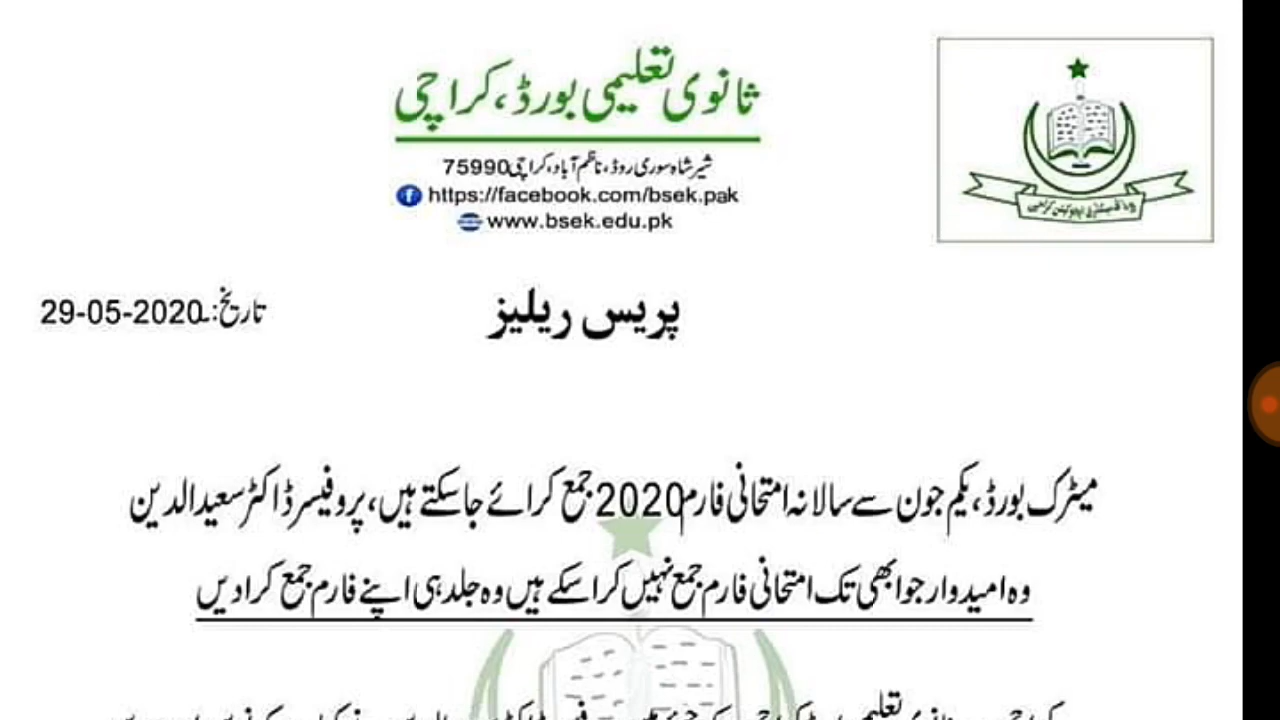 ثانوی تعلیمی بورڈ، کراچی
شیر شاہ سوری روڈ، ناظم آباد، کراچی75990
https://facebook.com/bsek.pak
www.bsek.edu.pk
پریس ریلیز
تاریخ:۔29-05-2020
میٹرک بورڈ، یکم جون سے سالانہ امتحانی فارم 2020 جمع کرائے جاسکتے ہیں، پروفیسر ڈاکٹر سعید الدین
وہ امیدوار جو ابھی تک امتحانی فارم جمع نہیں کراسکے ہیں وہ جلد ہی اپنے فارم جمع کرادیں